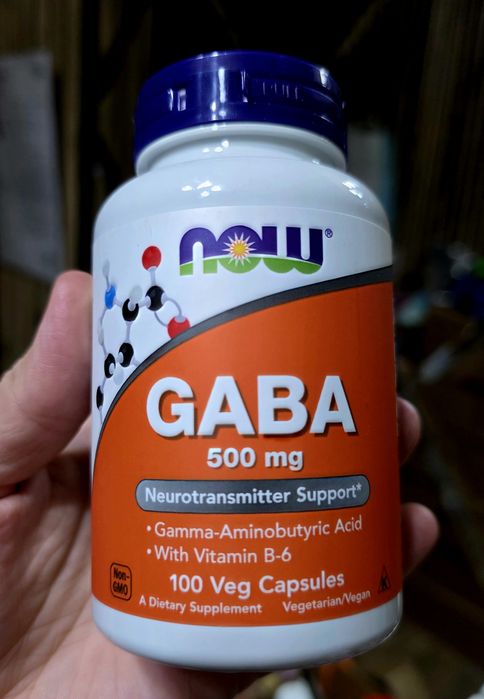 NOW®
GABA
500 mg
Neurotransmitter Support*
• Gamma-Aminobutyric Acid
• With Vitamin B-6
100 Veg Capsules
Non-
GMO
A Dietary Supplement Vegetarian/Vegan
K